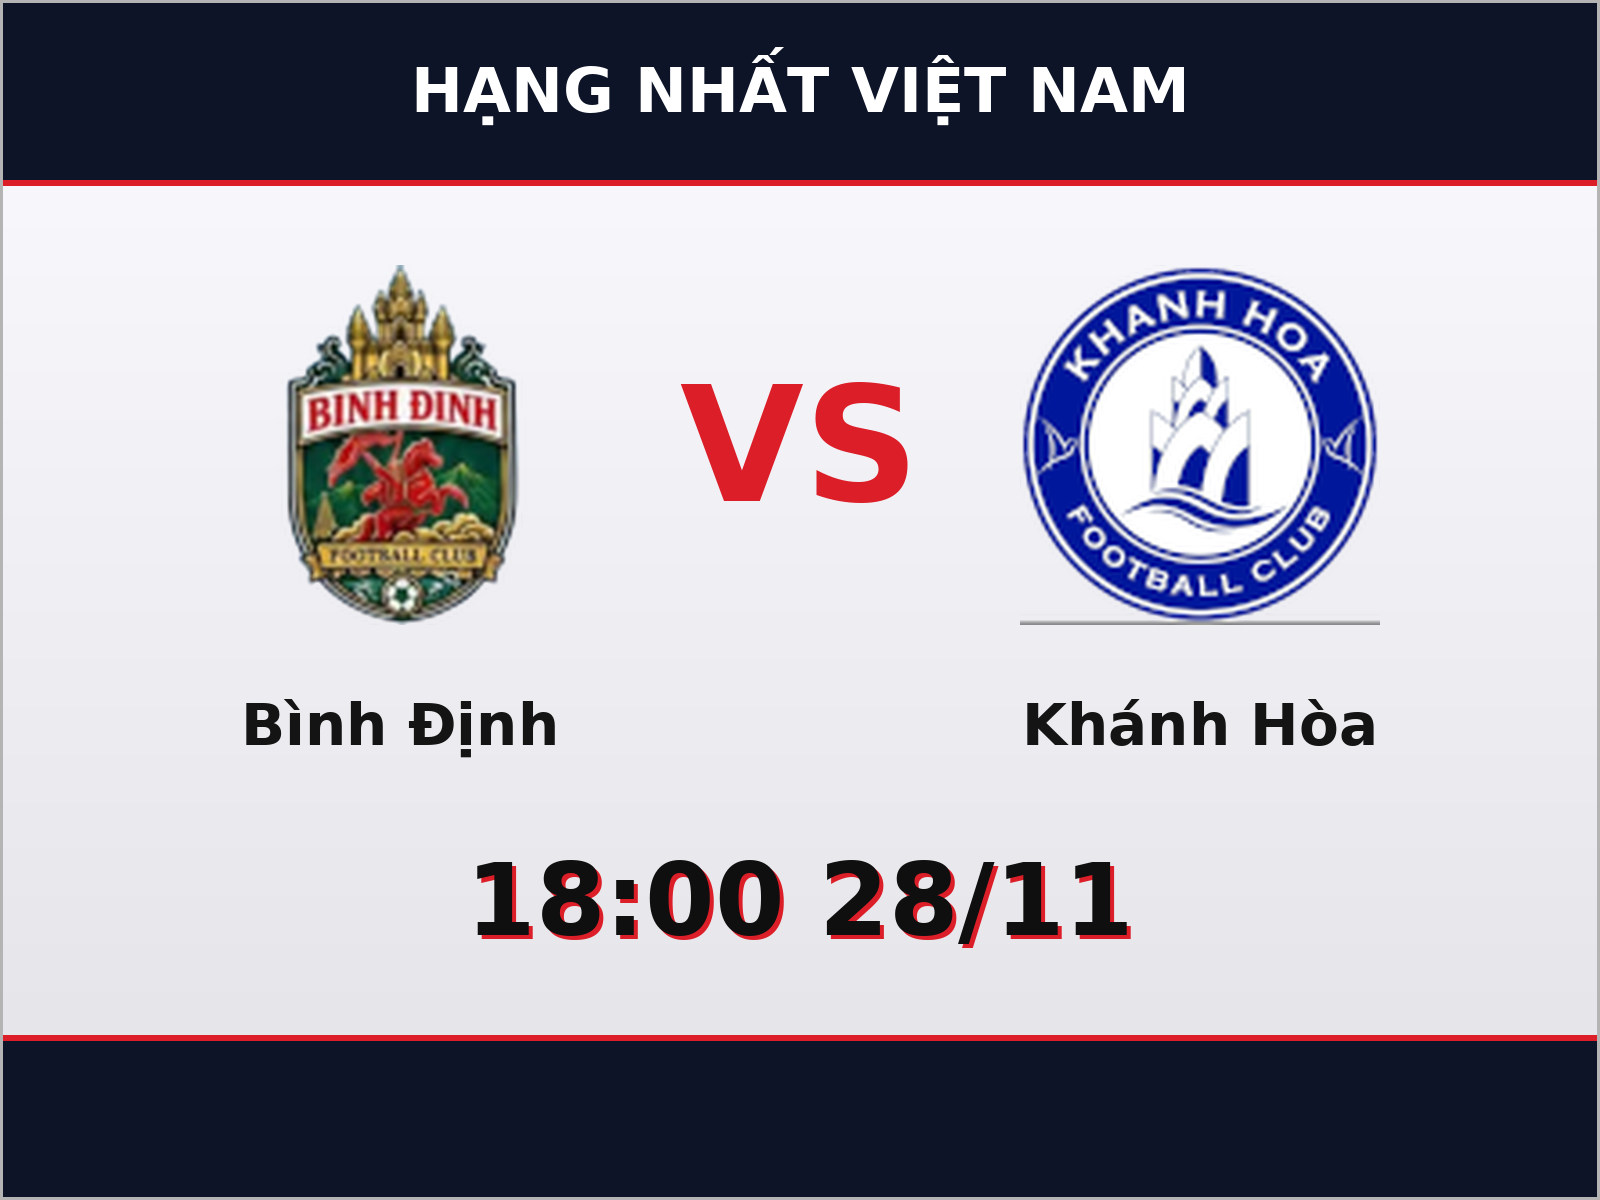 HẠNG NHẤT VIỆT NAM
BINH ĐINH
FOOTBALL CLUB
VS
KHANH HOA
FOOTBALL CLUB
Bình Định
Khánh Hòa
18:00 28/11